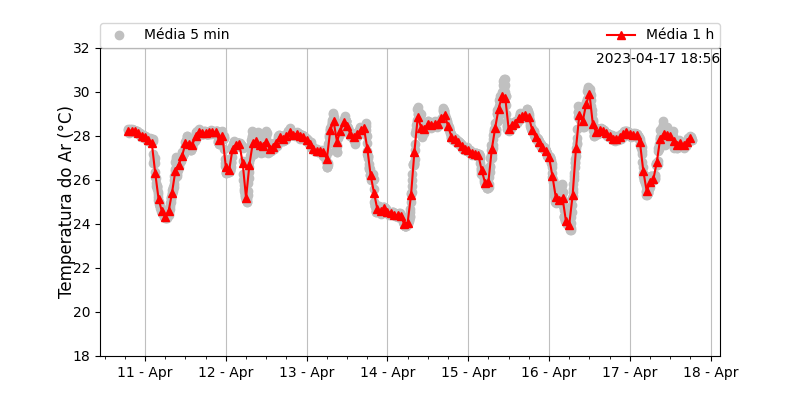 Média 5 min
Média 1 h
2023-04-17 18:56
Temperatura do Ar (°C)
32
30
28
26
24
22
20
18
11 - Apr
12 - Apr
13 - Apr
14 - Apr
15 - Apr
16 - Apr
17 - Apr
18 - Apr